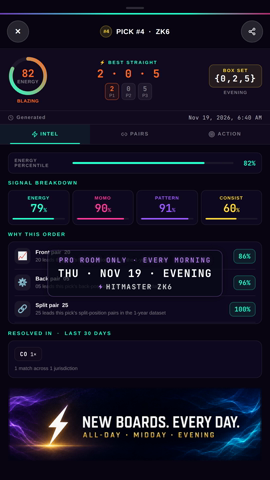 #4 PICK #4 · ZK6
82
ENERGY
BLAZING
⚡ BEST STRAIGHT
2 · 0 · 5
2 0 5
P1 P2 P3
BOX SET
{0,2,5}
EVENING
Generated
Nov 19, 2026, 6:40 AM
INTEL
PAIRS
ACTION
ENERGY PERCENTILE
82%
SIGNAL BREAKDOWN
ENERGY
79%
MOMO
90%
PATTERN
91%
CONSIST
60%
WHY THIS ORDER
Front pair
86%
PRO ROOM ONLY · EVERY MORNING
THU · NOV 19 · EVENING
⚡ HITMASTER ZK6
Back
96%
Split pair 25
25 leads this pick's split-position pairs in the 1-year dataset
100%
RESOLVED IN · LAST 30 DAYS
CO 1×
1 match across 1 jurisdiction
NEW BOARDS. EVERY DAY.
ALL-DAY · MIDDAY · EVENING